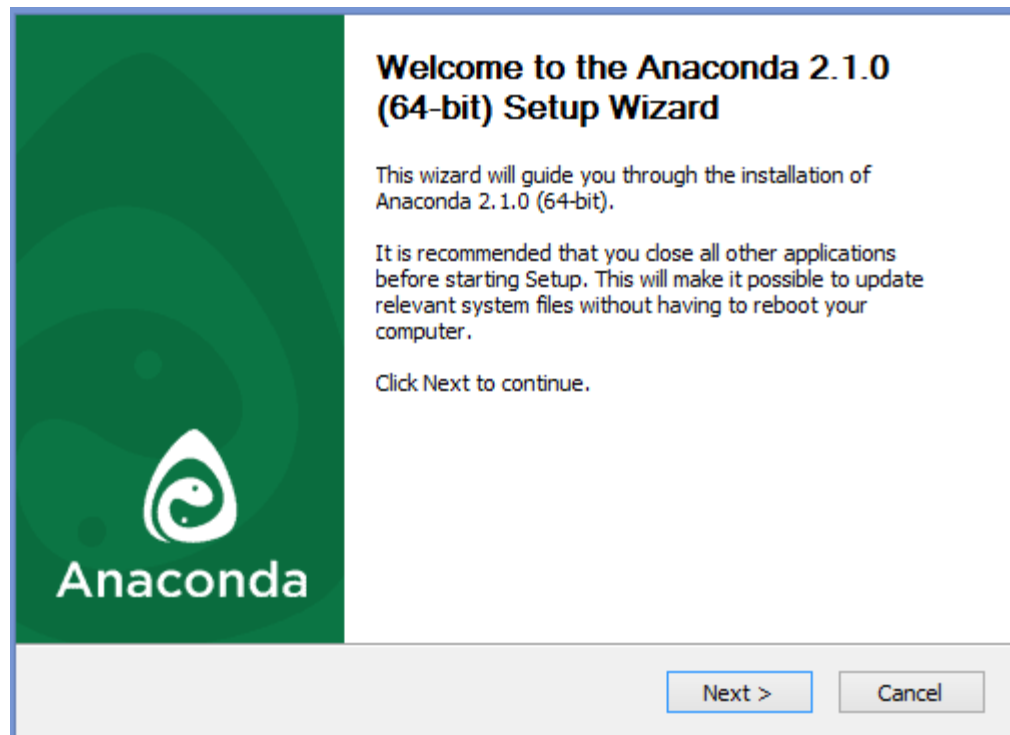 Welcome to the Anaconda 2.1.0
(64-bit) Setup Wizard
This wizard will guide you through the installation of
Anaconda 2.1.0 (64-bit).
It is recommended that you close all other applications
before starting Setup. This will make it possible to update
relevant system files without having to reboot your
computer.
Click Next to continue.
Anaconda
Next >
Cancel